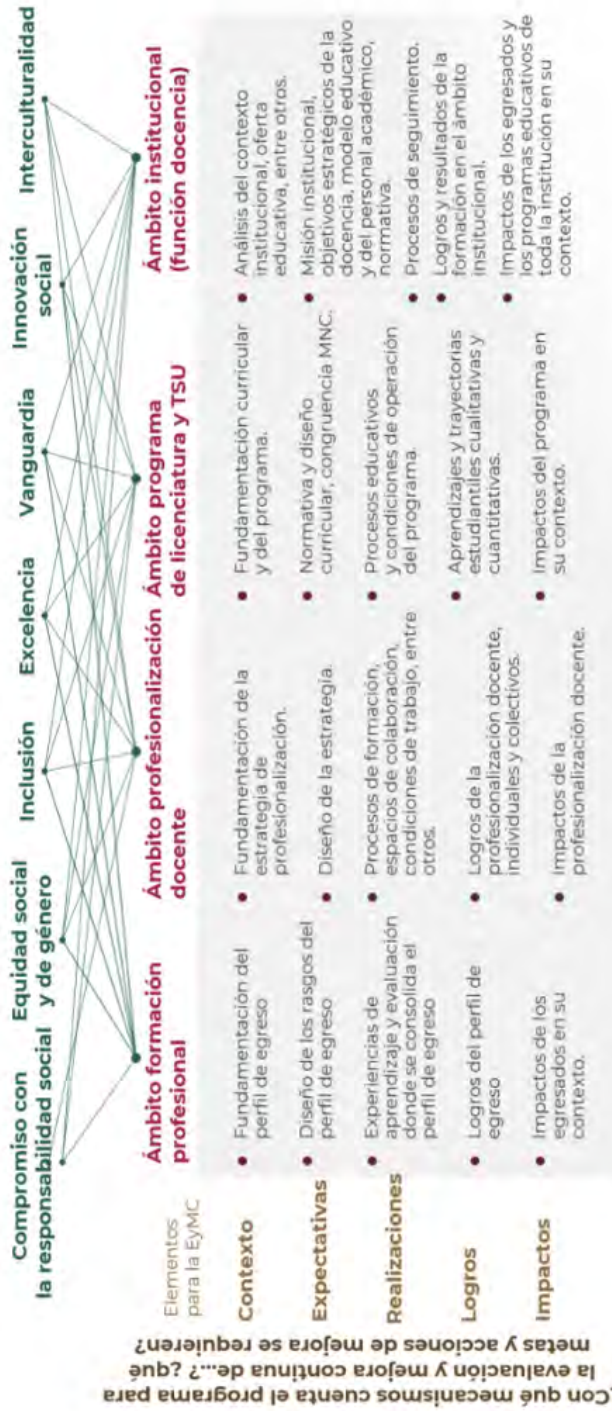 Compromiso con
la responsabilidad social
Equidad social
y de género
Inclusión
Excelencia
Vanguardia
Innovación
social
Interculturalidad
Elementos
para la EyMC
Ámbito formación
profesional
Ámbito profesionalización
docente
Ámbito programa
de licenciatura y TSU
Ámbito institucional
(función docencia)
Contexto
Fundamentación del
perfil de egreso
Fundamentación de la
estrategia de
profesionalización.
Fundamentación curricular
y del programa.
Análisis del contexto
institucional, oferta
educativa, entre otros.
Expectativas
Diseño de los rasgos del
perfil de egreso
Diseño de la estrategia.
Normativa y diseño
curricular, congruencia MNC.
Misión institucional,
objetivos estratégicos de la
docencia, modelo educativo
y del personal académico,
normativa.
Realizaciones
Experiencias de
aprendizaje y evaluación
donde se consolida el
perfil de egreso
Procesos de formación,
espacios de colaboración,
condiciones de trabajo, entre
otros.
Procesos educativos
y condiciones de operación
del programa.
Procesos de seguimiento.
Logros
Logros del perfil de
egreso
Logros de la
profesionalización docente,
individuales y colectivos.
Aprendizajes y trayectorias
estudiantiles cualitativas y
cuantitativas.
Logros y resultados de la
formación en el ámbito
institucional.
Impactos
Impactos de los
egresados en su
contexto.
Impactos de la
profesionalización docente.
Impactos del programa en
su contexto.
Impactos de los egresados y
los programas educativos de
toda la institución en su
contexto.
¿Con qué mecanismos cuenta el programa para
la evaluación y mejora continua de...? ¿qué
metas y acciones de mejora se requieren?